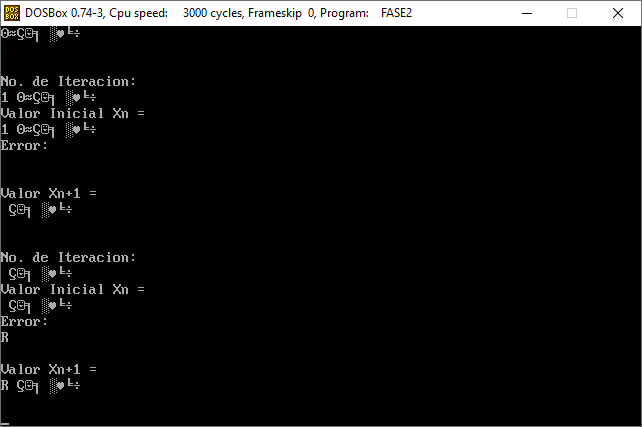 DOSBox 0.74-3, Cpu speed: 3000 cycles, Frameskip 0, Program: FASE2
No. de Iteracion:
1
Valor Inicial Xn =
1
Error:
Valor Xn+1 =
No. de Iteracion:
Valor Inicial Xn =
Error:
R
Valor Xn+1 =
R